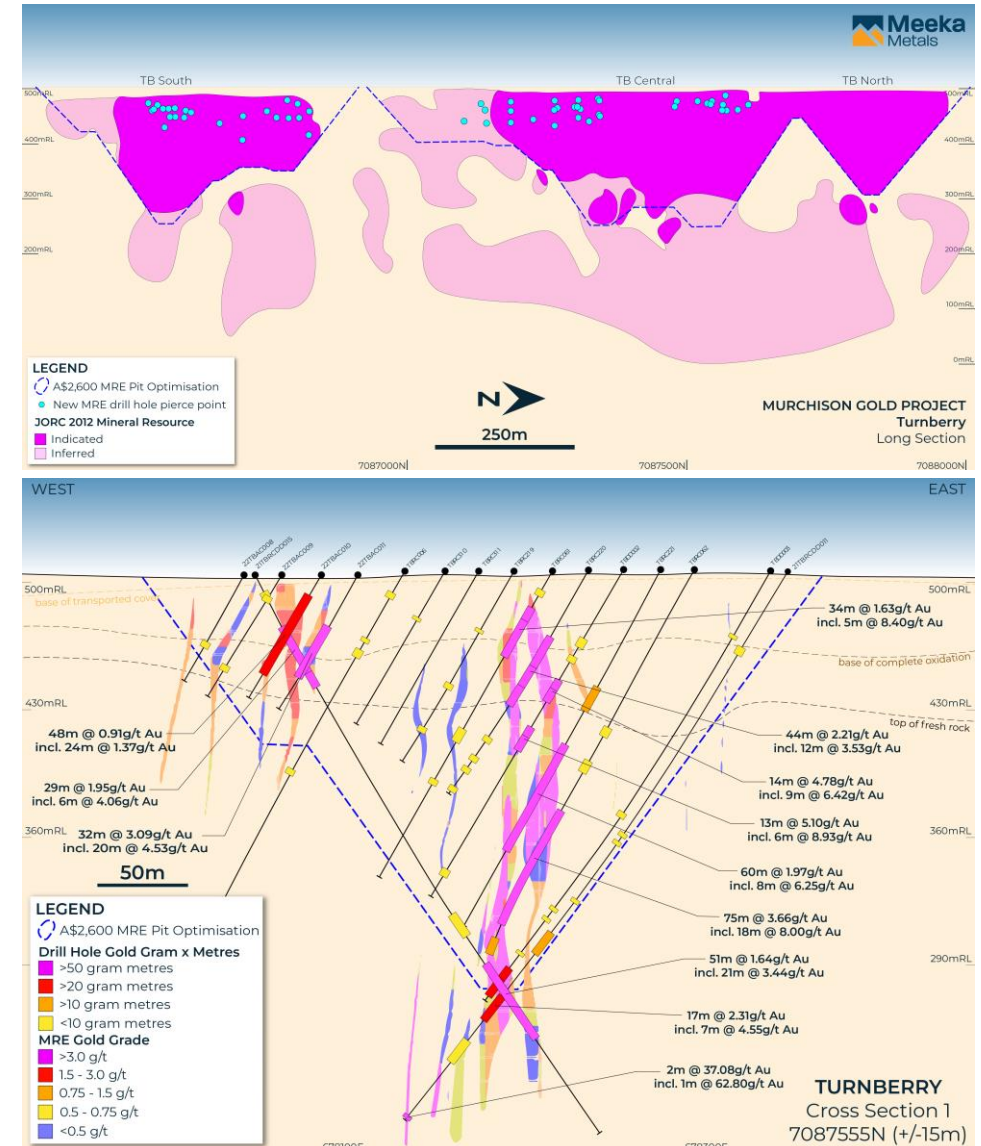 Meeka
Metals
TB South
TB Central
TB North
500mRL
400mRL
300mRL
200mRL
400mRL
300mRL
200mRL
100mRL
0mRL
LEGEND
A$2,600 MRE Pit Optimisation
New MRE drill hole pierce point
JORC 2012 Mineral Resource
Indicated
Inferred
N
250m
MURCHISON GOLD PROJECT
Turnberry
Long Section
7087000N
7087500N
7088000N
WEST
EAST
22TBAC008
21TBRCDD015
22TBAC009
22TBAC010
22TBAC011
500mRL
500mRL
base of complete oxidation
430mRL
430mRL
top of fresh rock
34m @ 1.63g/t Au
incl. 5m @ 8.40g/t Au
48m @ 0.91g/t Au
incl. 24m @ 1.37g/t Au
44m @ 2.21g/t Au
incl. 12m @ 3.53g/t Au
29m @ 1.95g/t Au
incl. 6m @ 4.06g/t Au
14m @ 4.78g/t Au
incl. 9m @ 6.42g/t Au
32m @ 3.09g/t Au
incl. 20m @ 4.53g/t Au
13m @ 5.10g/t Au
incl. 6m @ 8.93g/t Au
360mRL
360mRL
50m
60m @ 1.97g/t Au
incl. 8m @ 6.25g/t Au
75m @ 3.66g/t Au
incl. 18m @ 8.00g/t Au
51m @ 1.64g/t Au
incl. 21m @ 3.44g/t Au
290mRL
17m @ 2.31g/t Au
incl. 7m @ 4.55g/t Au
2m @ 37.08g/t Au
incl. 1m @ 62.80g/t Au
LEGEND
A$2,600 MRE Pit Optimisation
Drill Hole Gold Gram x Metres
>50 gram metres
>20 gram metres
>10 gram metres
<10 gram metres
MRE Gold Grade
>3.0 g/t
1.5 - 3.0 g/t
0.75 - 1.5 g/t
0.5 - 0.75 g/t
<0.5 g/t
TURNBERRY
Cross Section 1
7087555N (+/-15m)